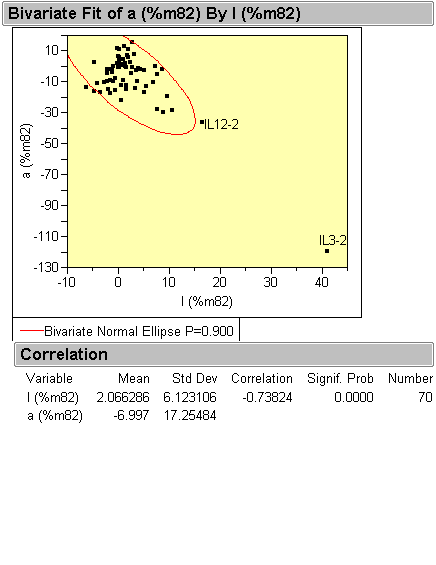 Bivariate Fit of a (%m82) By I (%m82)
10
-10
-30
-50
-70
-90
-110
-130
a (%m82)
IL12-2
IL3-2
-10 0 10 20 30 40
I (%m82)
Bivariate Normal Ellipse P=0.900
Correlation
Variable Mean Std Dev Correlation Signif. Prob Number
I (%m82) 2.066286 6.123106 -0.73824 0.0000 70
a (%m82) -6.997 17.25484